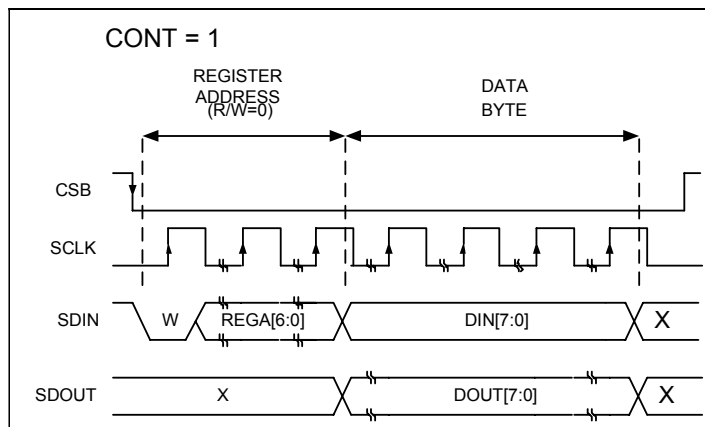 CONT = 1
REGISTER
ADDRESS
(R/W=0)
DATA
BYTE
CSB
SCLK
SDIN
W
REGA[6:0]
DIN[7:0]
X
SDOUT
X
DOUT[7:0]
X